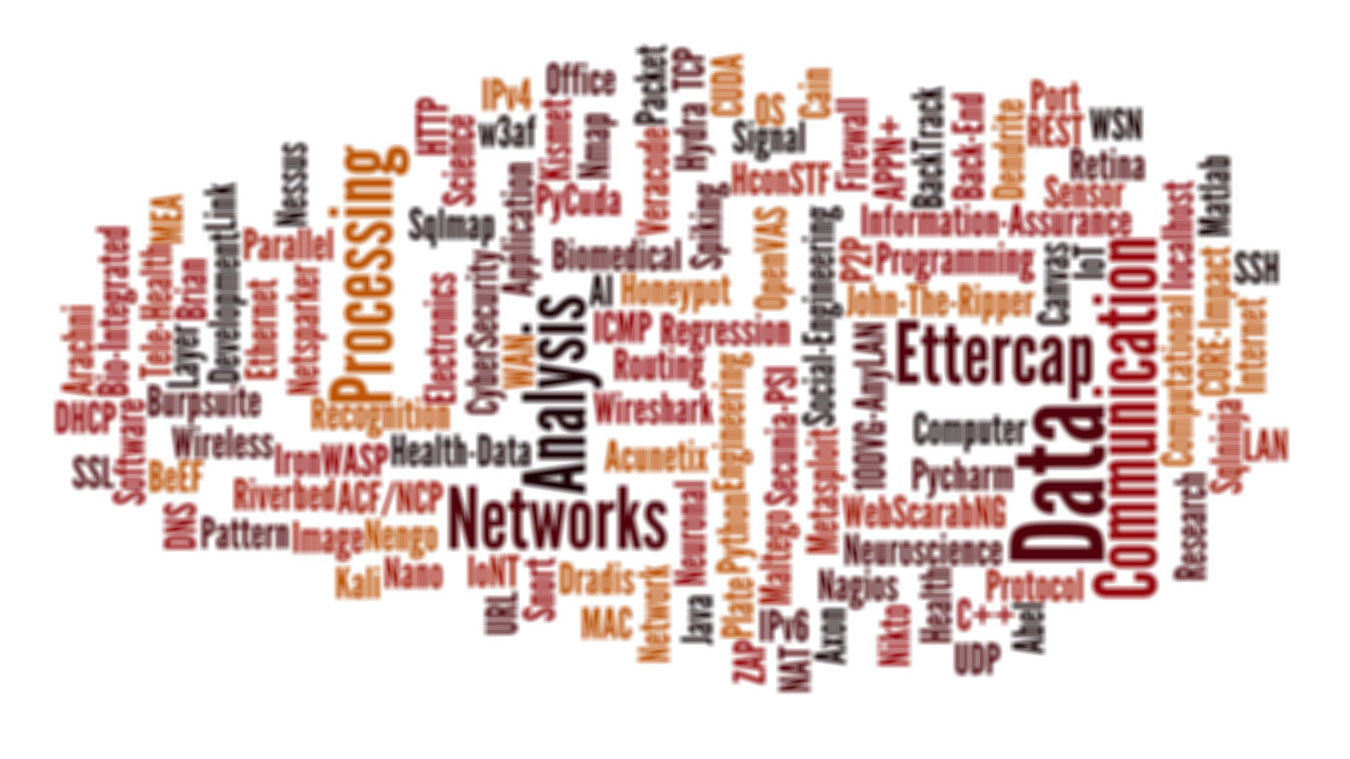 Packet
TCP
CUDA
Office
IPv4
HTTP
Kismet
OS
Cain
Port
w3af
Science
Nmap
Veracode
Hydra
Signal
Firewall
APPN+
BackTrack
Back-End
Dendrite
REST
WSN
Retina
Matlab
Nessus
Processing
Application
PyCuda
HconSTF
Sensor
localhost
MEA
Link
Sqlmap
Spiking
OpenVAS
Social-Engineering
Information-Assurance
Bio-Integrated
Tele-Health
Brian
Development
Parallel
Biomedical
P2P
Programming
Canvas
IoT
SSH
Arachni
Layer
Ethernet
Netsparker
Electronics
CyberSecurity
WAN
Analysis
AI
Honeypot
John-The-Ripper
Communication
Computational
CORE-Impact
Internet
ICMP
Regression
Routing
100VG-AnyLAN
Ettercap
Data
DHCP
Software
Burpsuite
Recognition
Wireshark
Engineering
Secunia-PSI
Computer
Sqlninja
LAN
Wireless
IronWASP
Health-Data
Acunetix
Metasploit
Pycharm
SSL
BeEF
Riverbed
ACF/NCP
Networks
Neuronal
Python
Maltego
WebScarabNG
Research
DNS
Pattern
Image
Nengo
Neuroscience
Kali
Nano
IoNT
Snort
Dradis
Network
Plate
Nagios
Health
Protocol
URL
MAC
Java
IPv6
Axon
Nikto
C++
Abel
ZAP
NAT
UDP